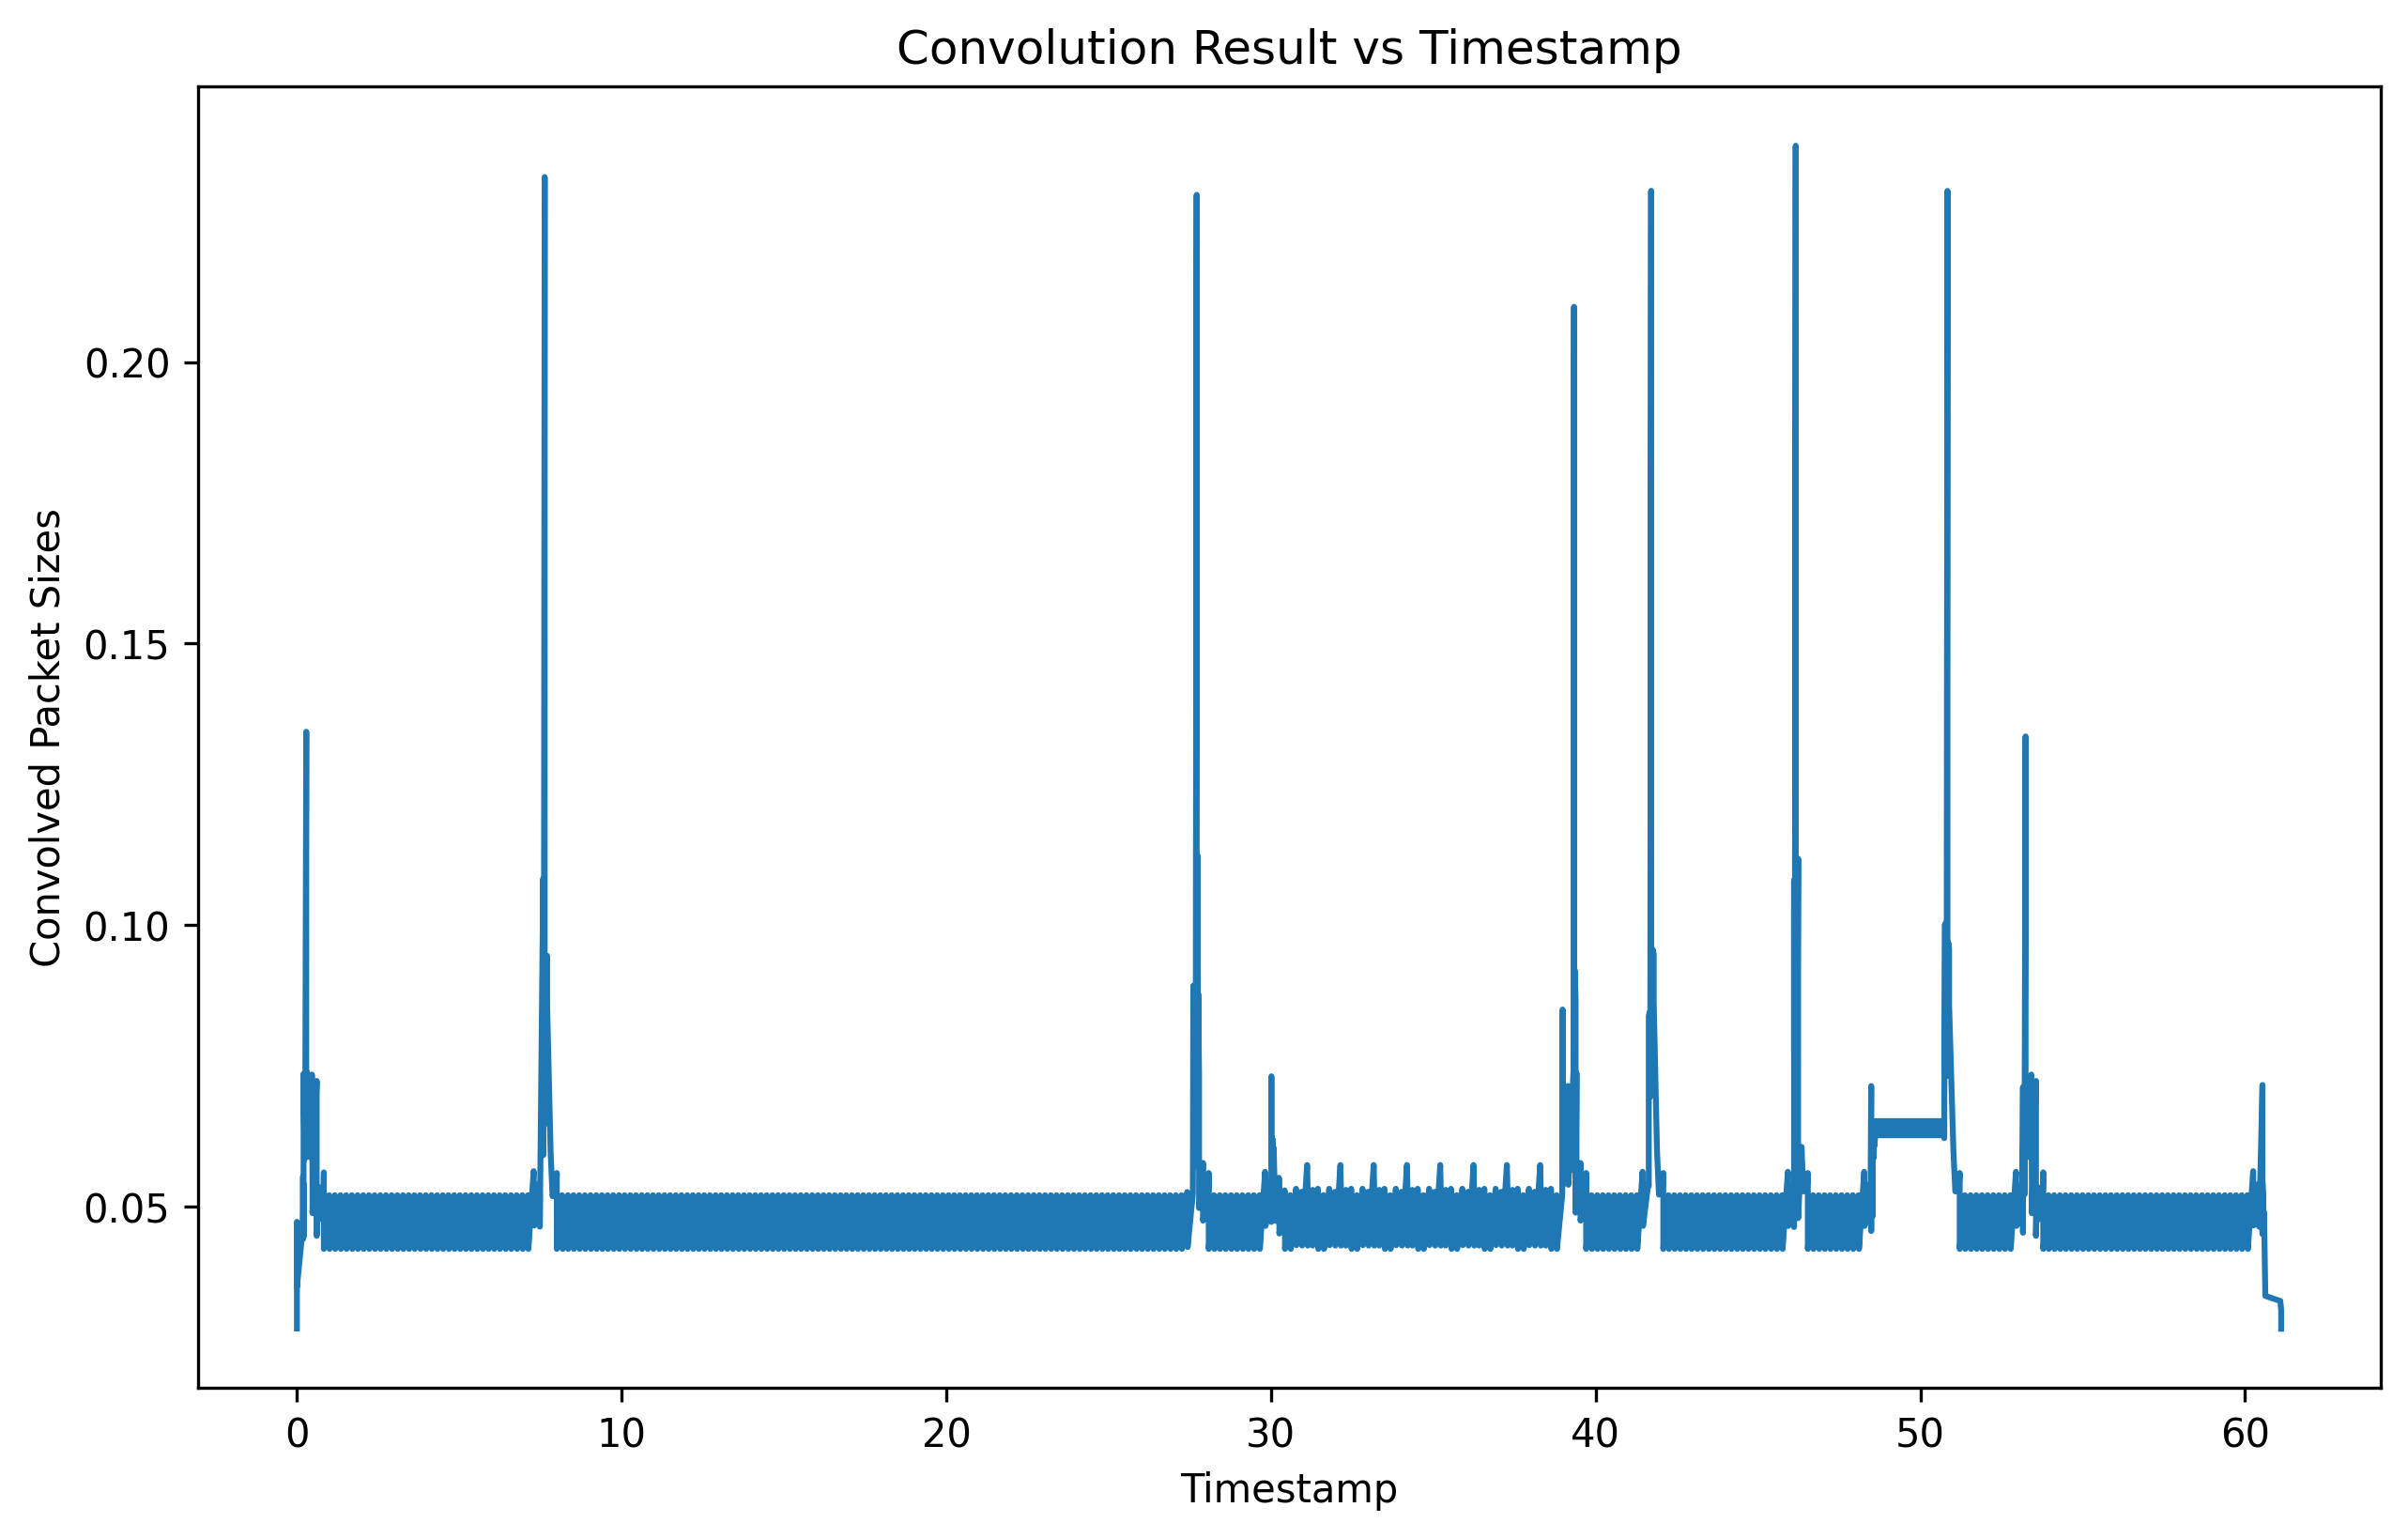 Convolution Result vs Timestamp
Convolved Packet Sizes
0.20
0.15
0.10
0.05
0 10 20 30 40 50 60
Timestamp